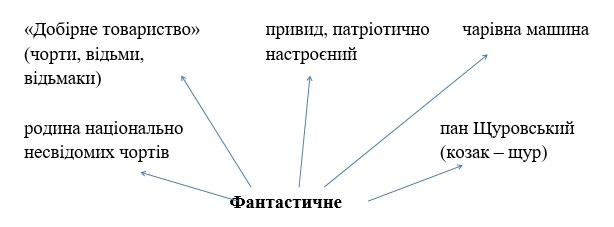 «Добірне товариство»
(чорти, відьми,
відьмаки)
привид, патріотично
настроєний
чарівна машина
родина національно
несвідомих чортів
пан Щуровський
(козак – щур)
Фантастичне